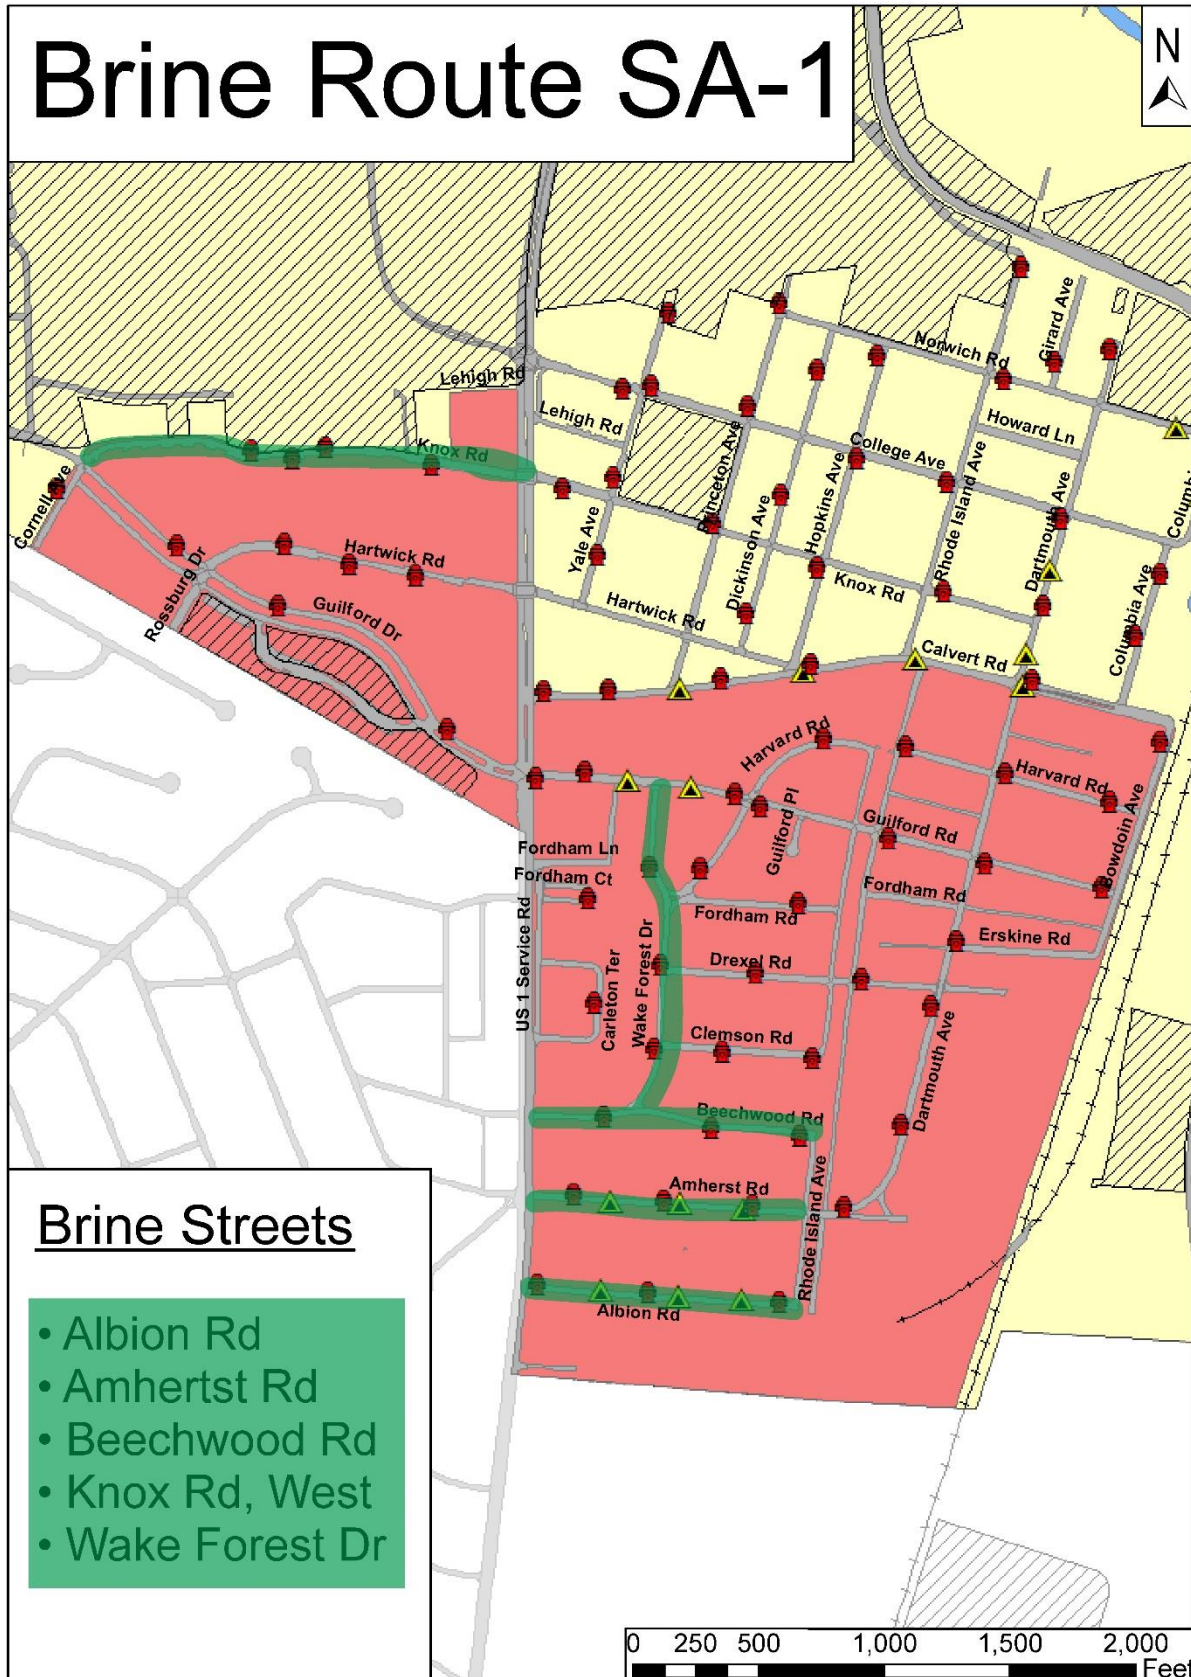 Brine Route SA-1
N
Lehigh Rd
Lehigh Rd
Knox Rd
Norwich Rd
Girard Ave
Howard Ln
College Ave
Princeton Ave
Hopkins Ave
Rhode Island Ave
Dartmouth Ave
Cornell Ave
Yale Ave
Dickinson Ave
Knox Rd
Columbia Ave
Hartwick Rd
Hartwick Rd
Rossburg Dr
Guilford Dr
Calvert Rd
Harvard Rd
Harvard Rd
Guilford Pl
Guilford Rd
Bowdoin Ave
Fordham Ln
Fordham Ct
Fordham Rd
Fordham Rd
Erskine Rd
US 1 Service Rd
Carleton Ter
Wake Forest Dr
Drexel Rd
Clemson Rd
Dartmouth Ave
Beechwood Rd
Amherst Rd
Rhode Island Ave
Albion Rd
Brine Streets
• Albion Rd
• Amhertst Rd
• Beechwood Rd
• Knox Rd, West
• Wake Forest Dr
0 250 500 1,000 1,500 2,000
Feet